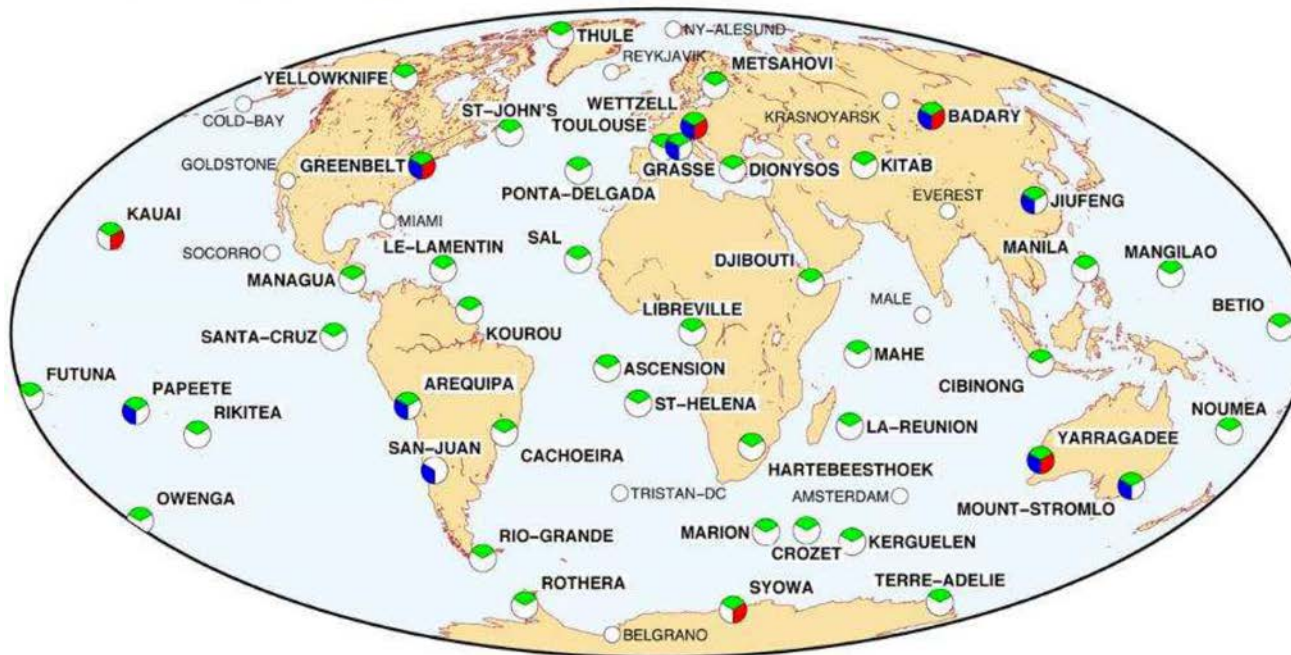 THULE
NY-ALESUND
REYKJAVIK
METSAHOVI
YELLOWKNIFE
COLD-BAY
ST-JOHN'S
WETTZELL
TOULOUSE
KRASNOYARSK
BADARY
GOLDSTONE
GREENBELT
GRASSE
DIONYSOS
KITAB
PONTA-DELGADA
EVEREST
JIUFENG
KAUAI
MIAMI
SOCORRO
LE-LAMENTIN
SAL
DJIBOUTI
MANILA
MANGILAO
MANAGUA
MALE
BETIO
LIBREVILLE
SANTA-CRUZ
KOUROU
MAHE
FUTUNA
PAPEETE
AREQUIPA
ASCENSION
CIBINONG
RIKITEA
ST-HELENA
NOUMEA
LA-REUNION
SAN-JUAN
CACHOEIRA
YARRAGADEE
HARTEBEESTHOEK
OWENGA
TRISTAN-DC
AMSTERDAM
MOUNT-STROMLO
RIO-GRANDE
MARION
CROZET
KERGUELEN
ROTHERA
SYOWA
TERRE-ADELIE
BELGRANO